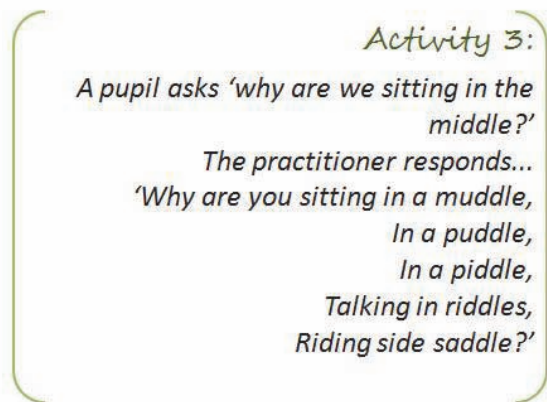 Activity 3:
A pupil asks ‘why are we sitting in the
middle?’
The practitioner responds...
‘Why are you sitting in a muddle,
In a puddle,
In a piddle,
Talking in riddles,
Riding side saddle?’